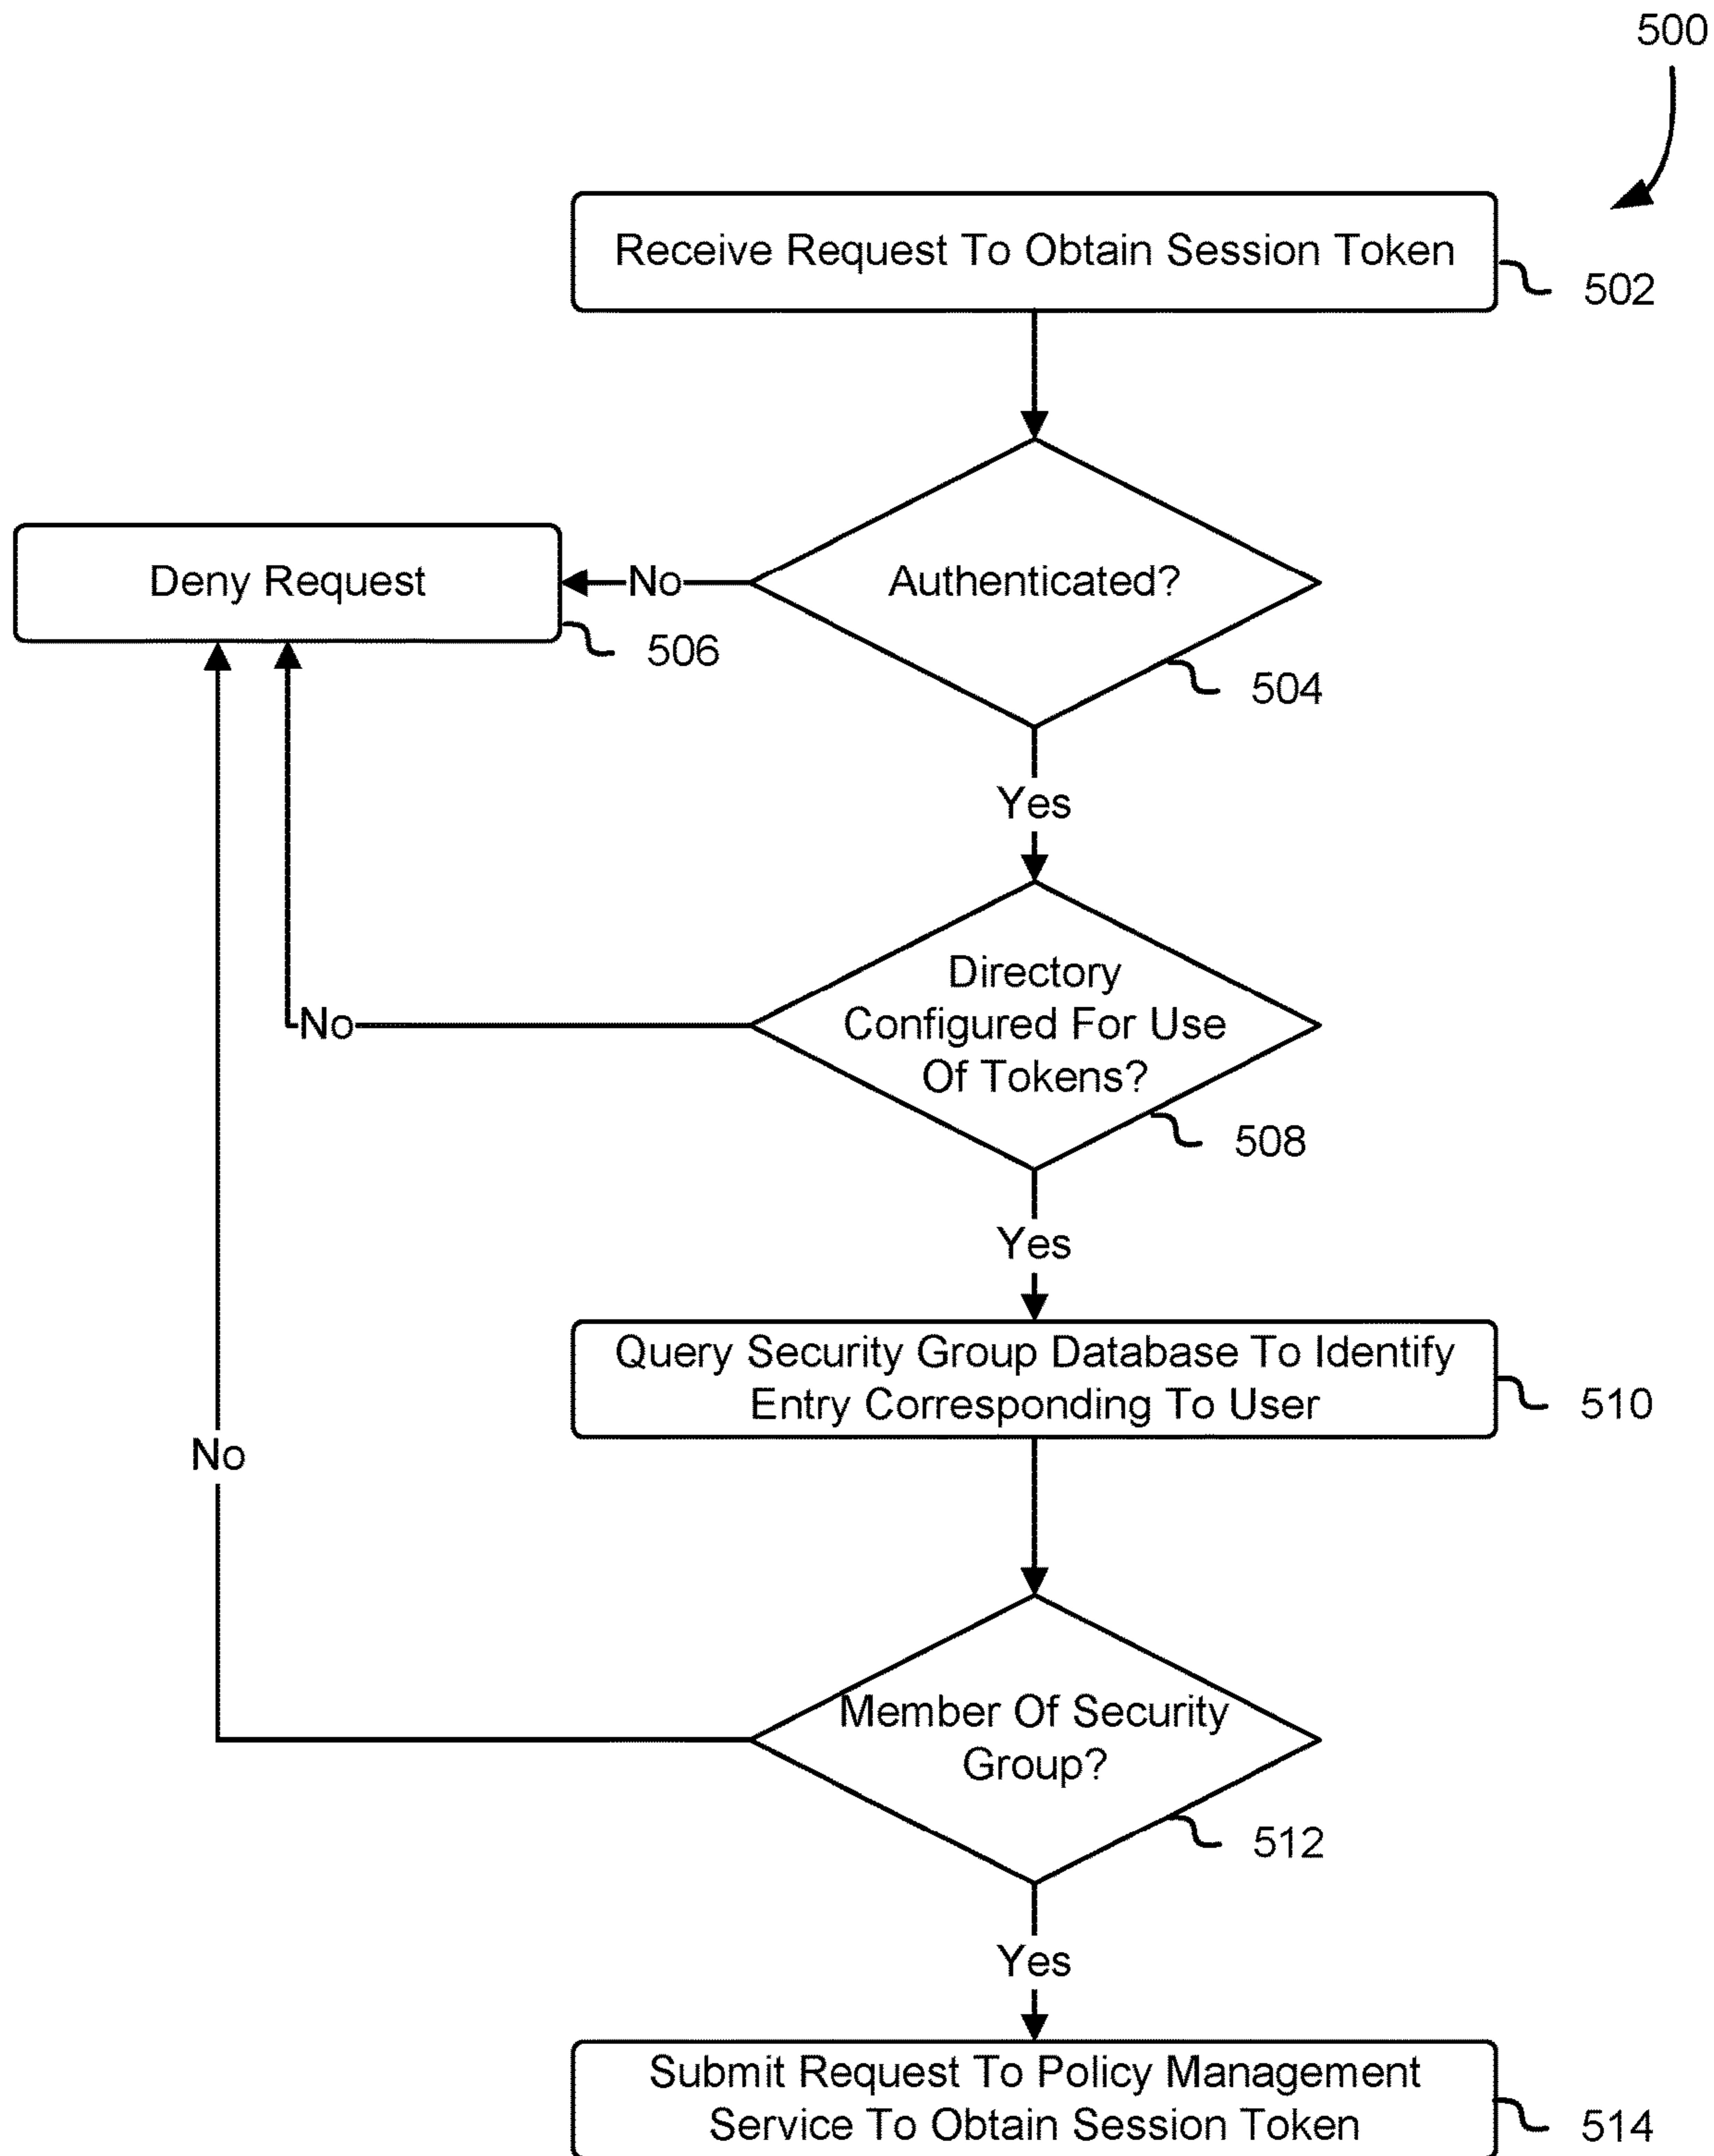 500
Receive Request To Obtain Session Token
502
Deny Request
No
Authenticated?
506
504
Yes
Directory
Configured For Use
Of Tokens?
No
508
Yes
Query Security Group Database To Identify
Entry Corresponding To User
510
No
Member Of Security
Group?
512
Yes
Submit Request To Policy Management
Service To Obtain Session Token
514